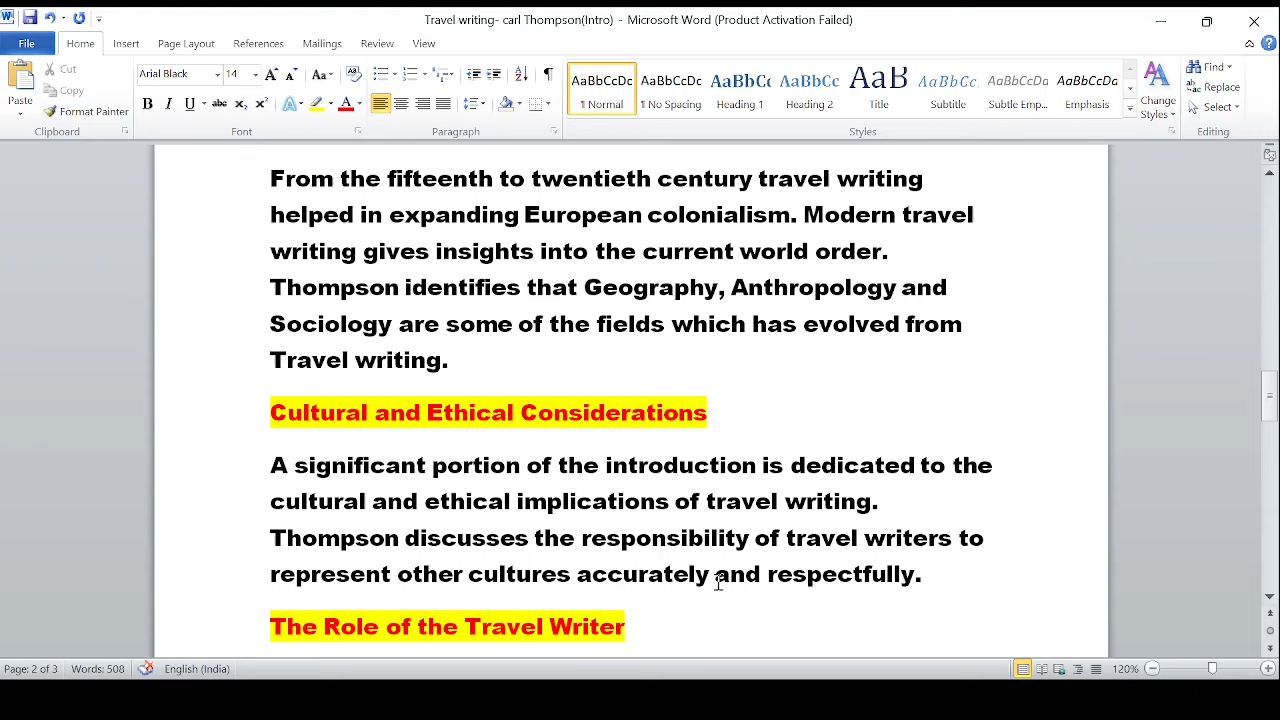 Travel writing- carl Thompson(Intro) - Microsoft Word (Product Activation Failed)
File Home Insert Page Layout References Mailings Review View
Paste Cut Copy Format Painter
Arial Black 14
AaBbCcDc AaBbCcDc AaBbCc AaBbCc AaB AaBbCc. AaBbCcDc AaBbCcDc
¶ Normal ¶ No Spacing Heading 1 Heading 2 Title Subtitle Subtle Emp... Emphasis
Change Styles
Find Replace Select
Clipboard Font Paragraph Styles Editing
From the fifteenth to twentieth century travel writing
helped in expanding European colonialism. Modern travel
writing gives insights into the current world order.
Thompson identifies that Geography, Anthropology and
Sociology are some of the fields which has evolved from
Travel writing.
Cultural and Ethical Considerations
A significant portion of the introduction is dedicated to the
cultural and ethical implications of travel writing.
Thompson discusses the responsibility of travel writers to
represent other cultures accurately and respectfully.
The Role of the Travel Writer
Page: 2 of 3 Words: 508 English (India) 120%